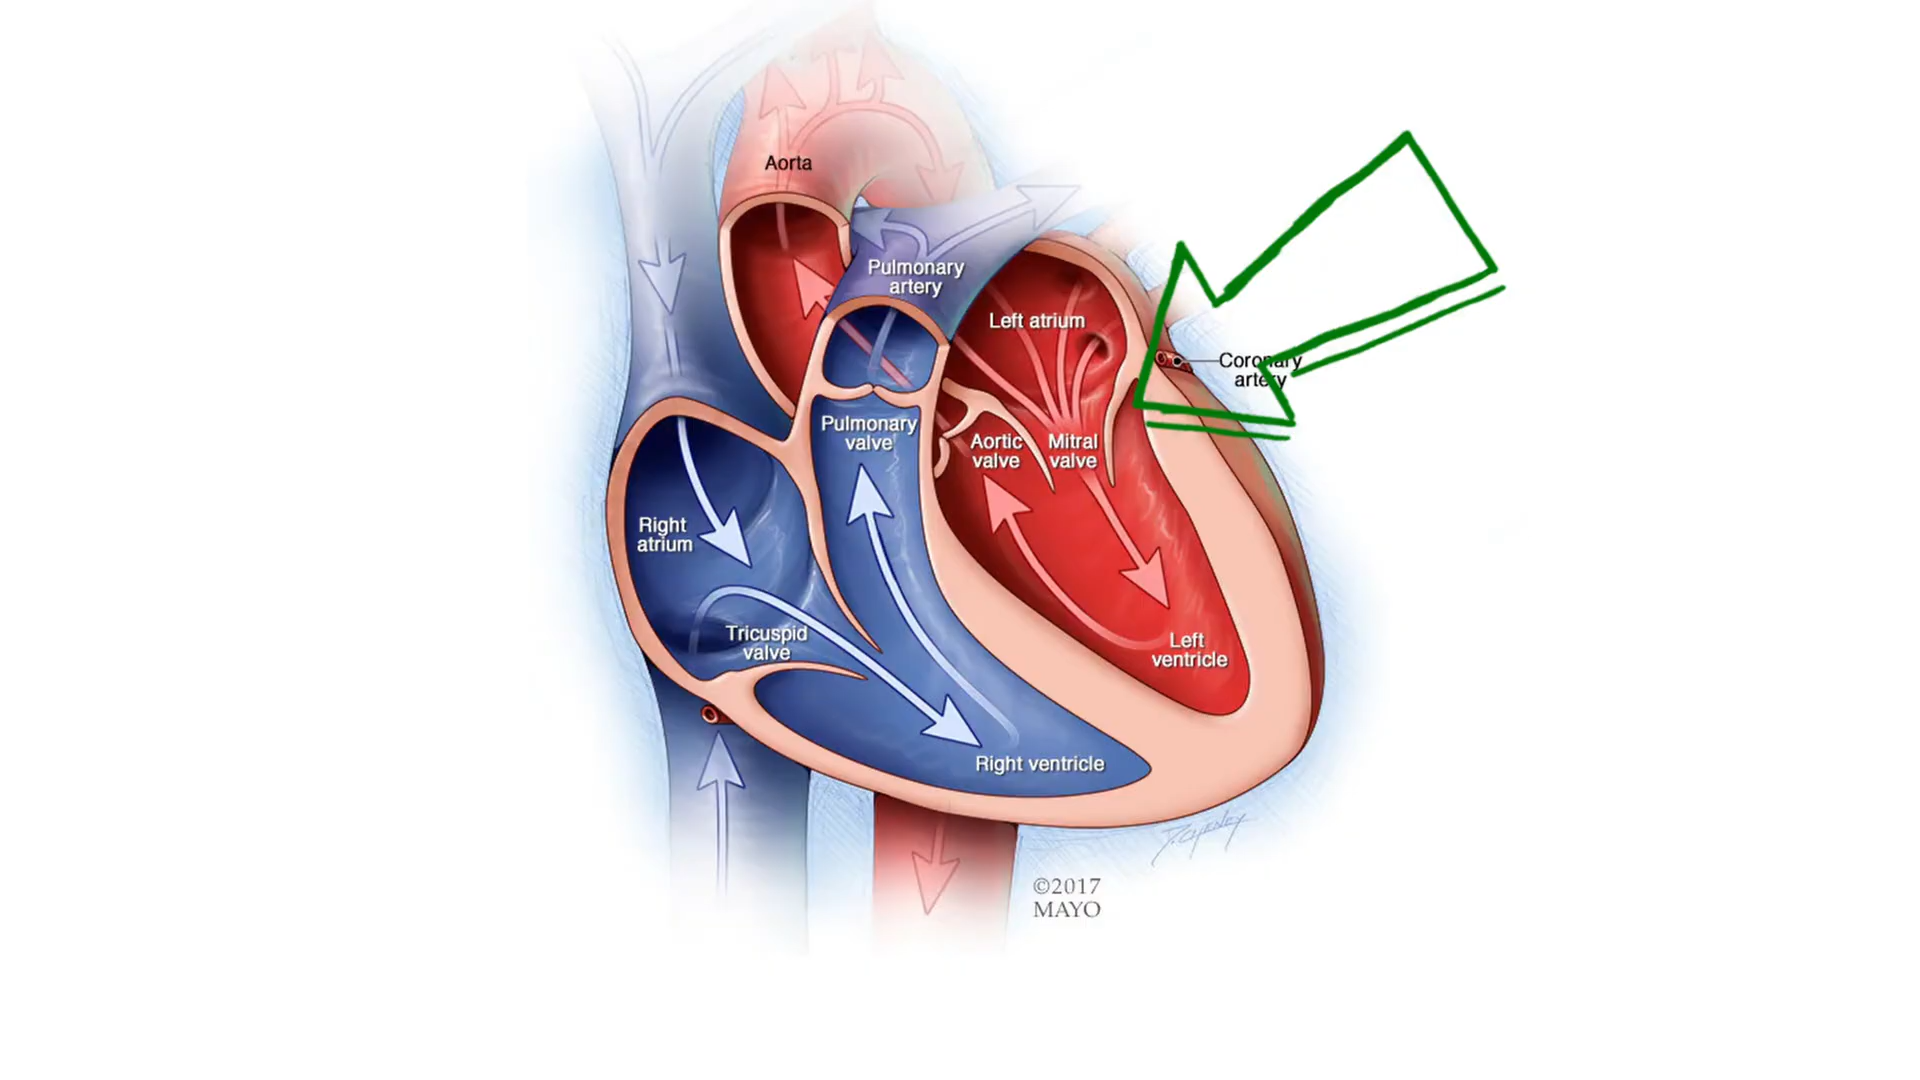 Aorta
Pulmonary
artery
Left atrium
Coronary
artery
Pulmonary
valve
Aortic
valve
Mitral
valve
Right
atrium
Tricuspid
valve
Left
ventricle
Right ventricle
P.CHENEY
©2017
MAYO